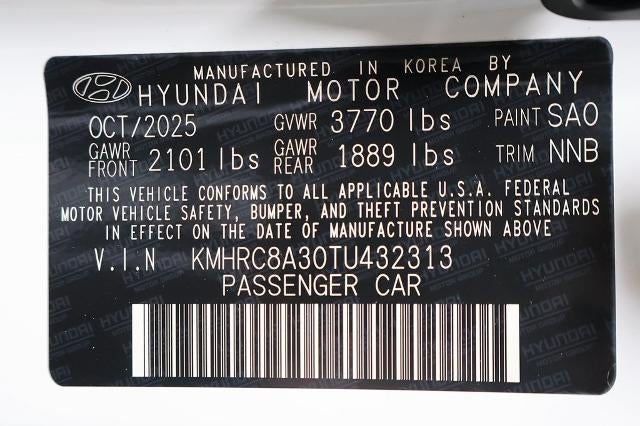 MANUFACTURED IN KOREA BY
HYUNDAI MOTOR COMPANY
OCT/2025 GVWR 3770 lbs PAINT SAO
GAWR FRONT 2101 lbs GAWR REAR 1889 lbs TRIM NNB
THIS VEHICLE CONFORMS TO ALL APPLICABLE U.S.A. FEDERAL
MOTOR VEHICLE SAFETY, BUMPER, AND THEFT PREVENTION STANDARDS
IN EFFECT ON THE DATE OF MANUFACTURE SHOWN ABOVE
V.I.N KMHRC8A30TU432313
PASSENGER CAR